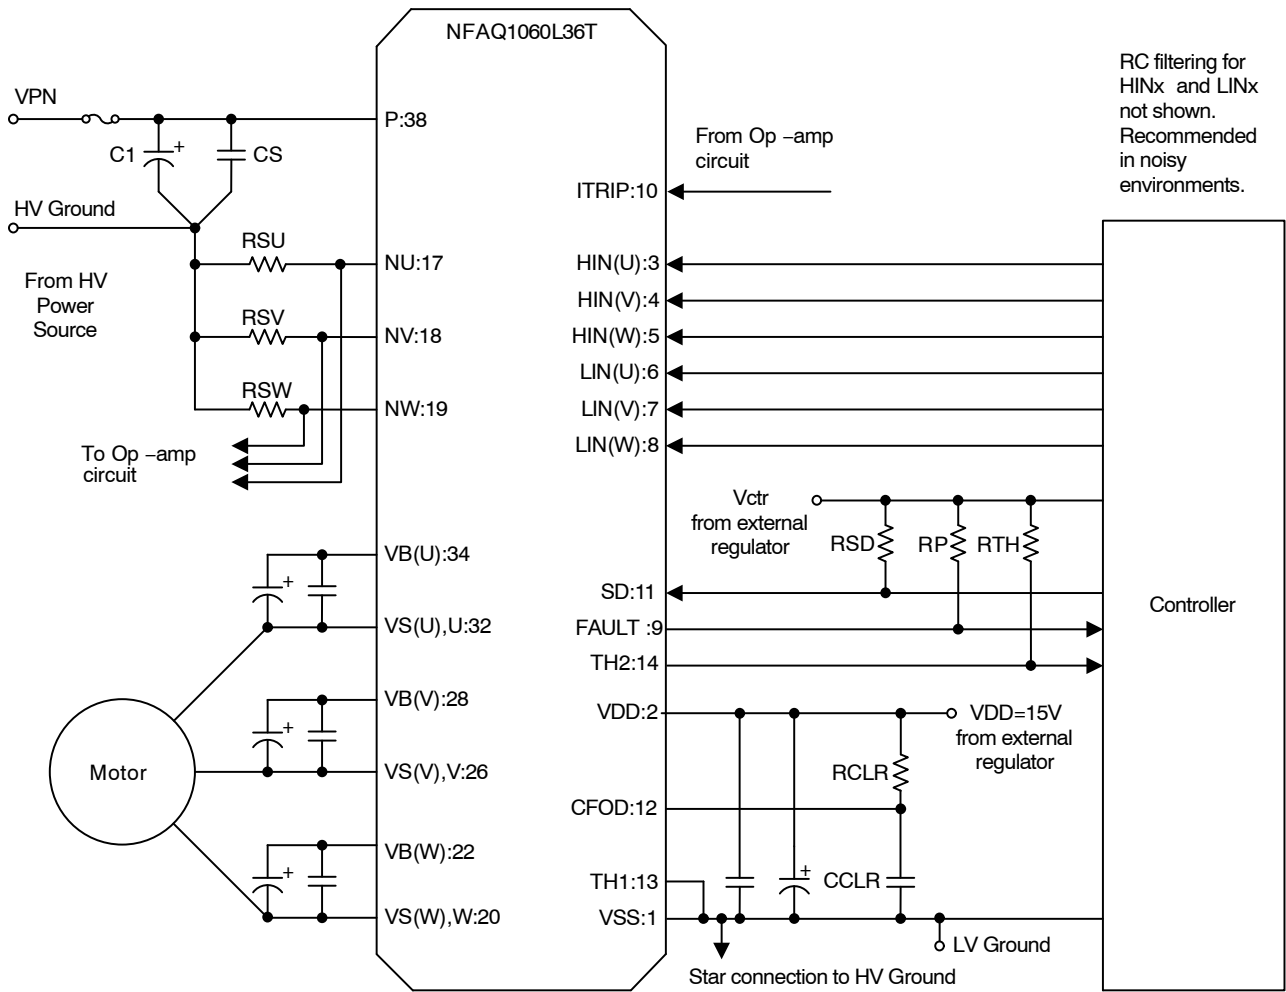 NFAQ1060L36T
VPN
C1
+
CS
HV Ground
From HV
Power
Source
RSU
RSV
RSW
To Op –amp
circuit
P:38
NU:17
NV:18
NW:19
VB(U):34
VS(U),U:32
VB(V):28
VS(V),V:26
VB(W):22
VS(W),W:20
+
+
+
Motor
From Op –amp
circuit
ITRIP:10
HIN(U):3
HIN(V):4
HIN(W):5
LIN(U):6
LIN(V):7
LIN(W):8
SD:11
FAULT :9
TH2:14
VDD:2
CFOD:12
TH1:13
VSS:1
Vctr
from external
regulator
RSD
RP
RTH
VDD=15V
from external
regulator
RCLR
+
CCLR
LV Ground
Star connection to HV Ground
RC filtering for
HINx and LINx
not shown.
Recommended
in noisy
environments.
Controller